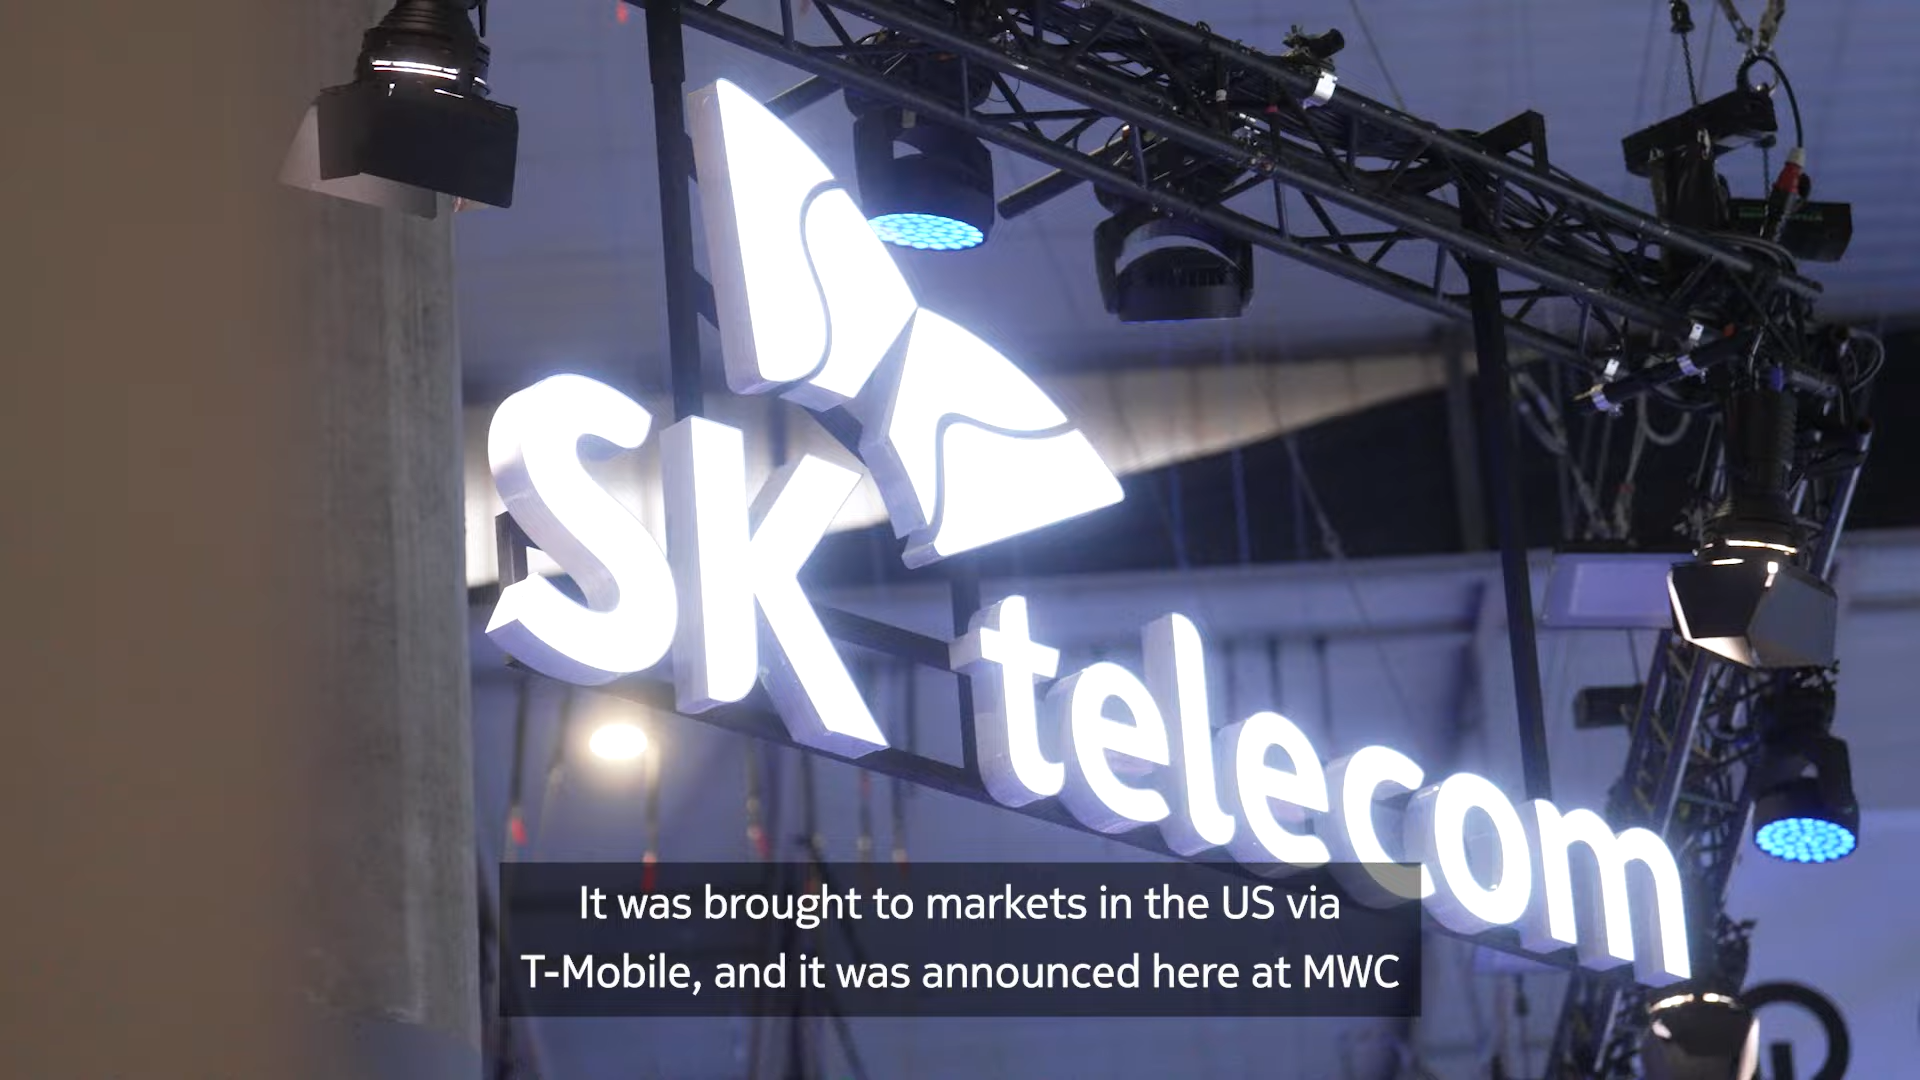 SK
telecom
It was brought to markets in the US via
T-Mobile, and it was announced here at MWC